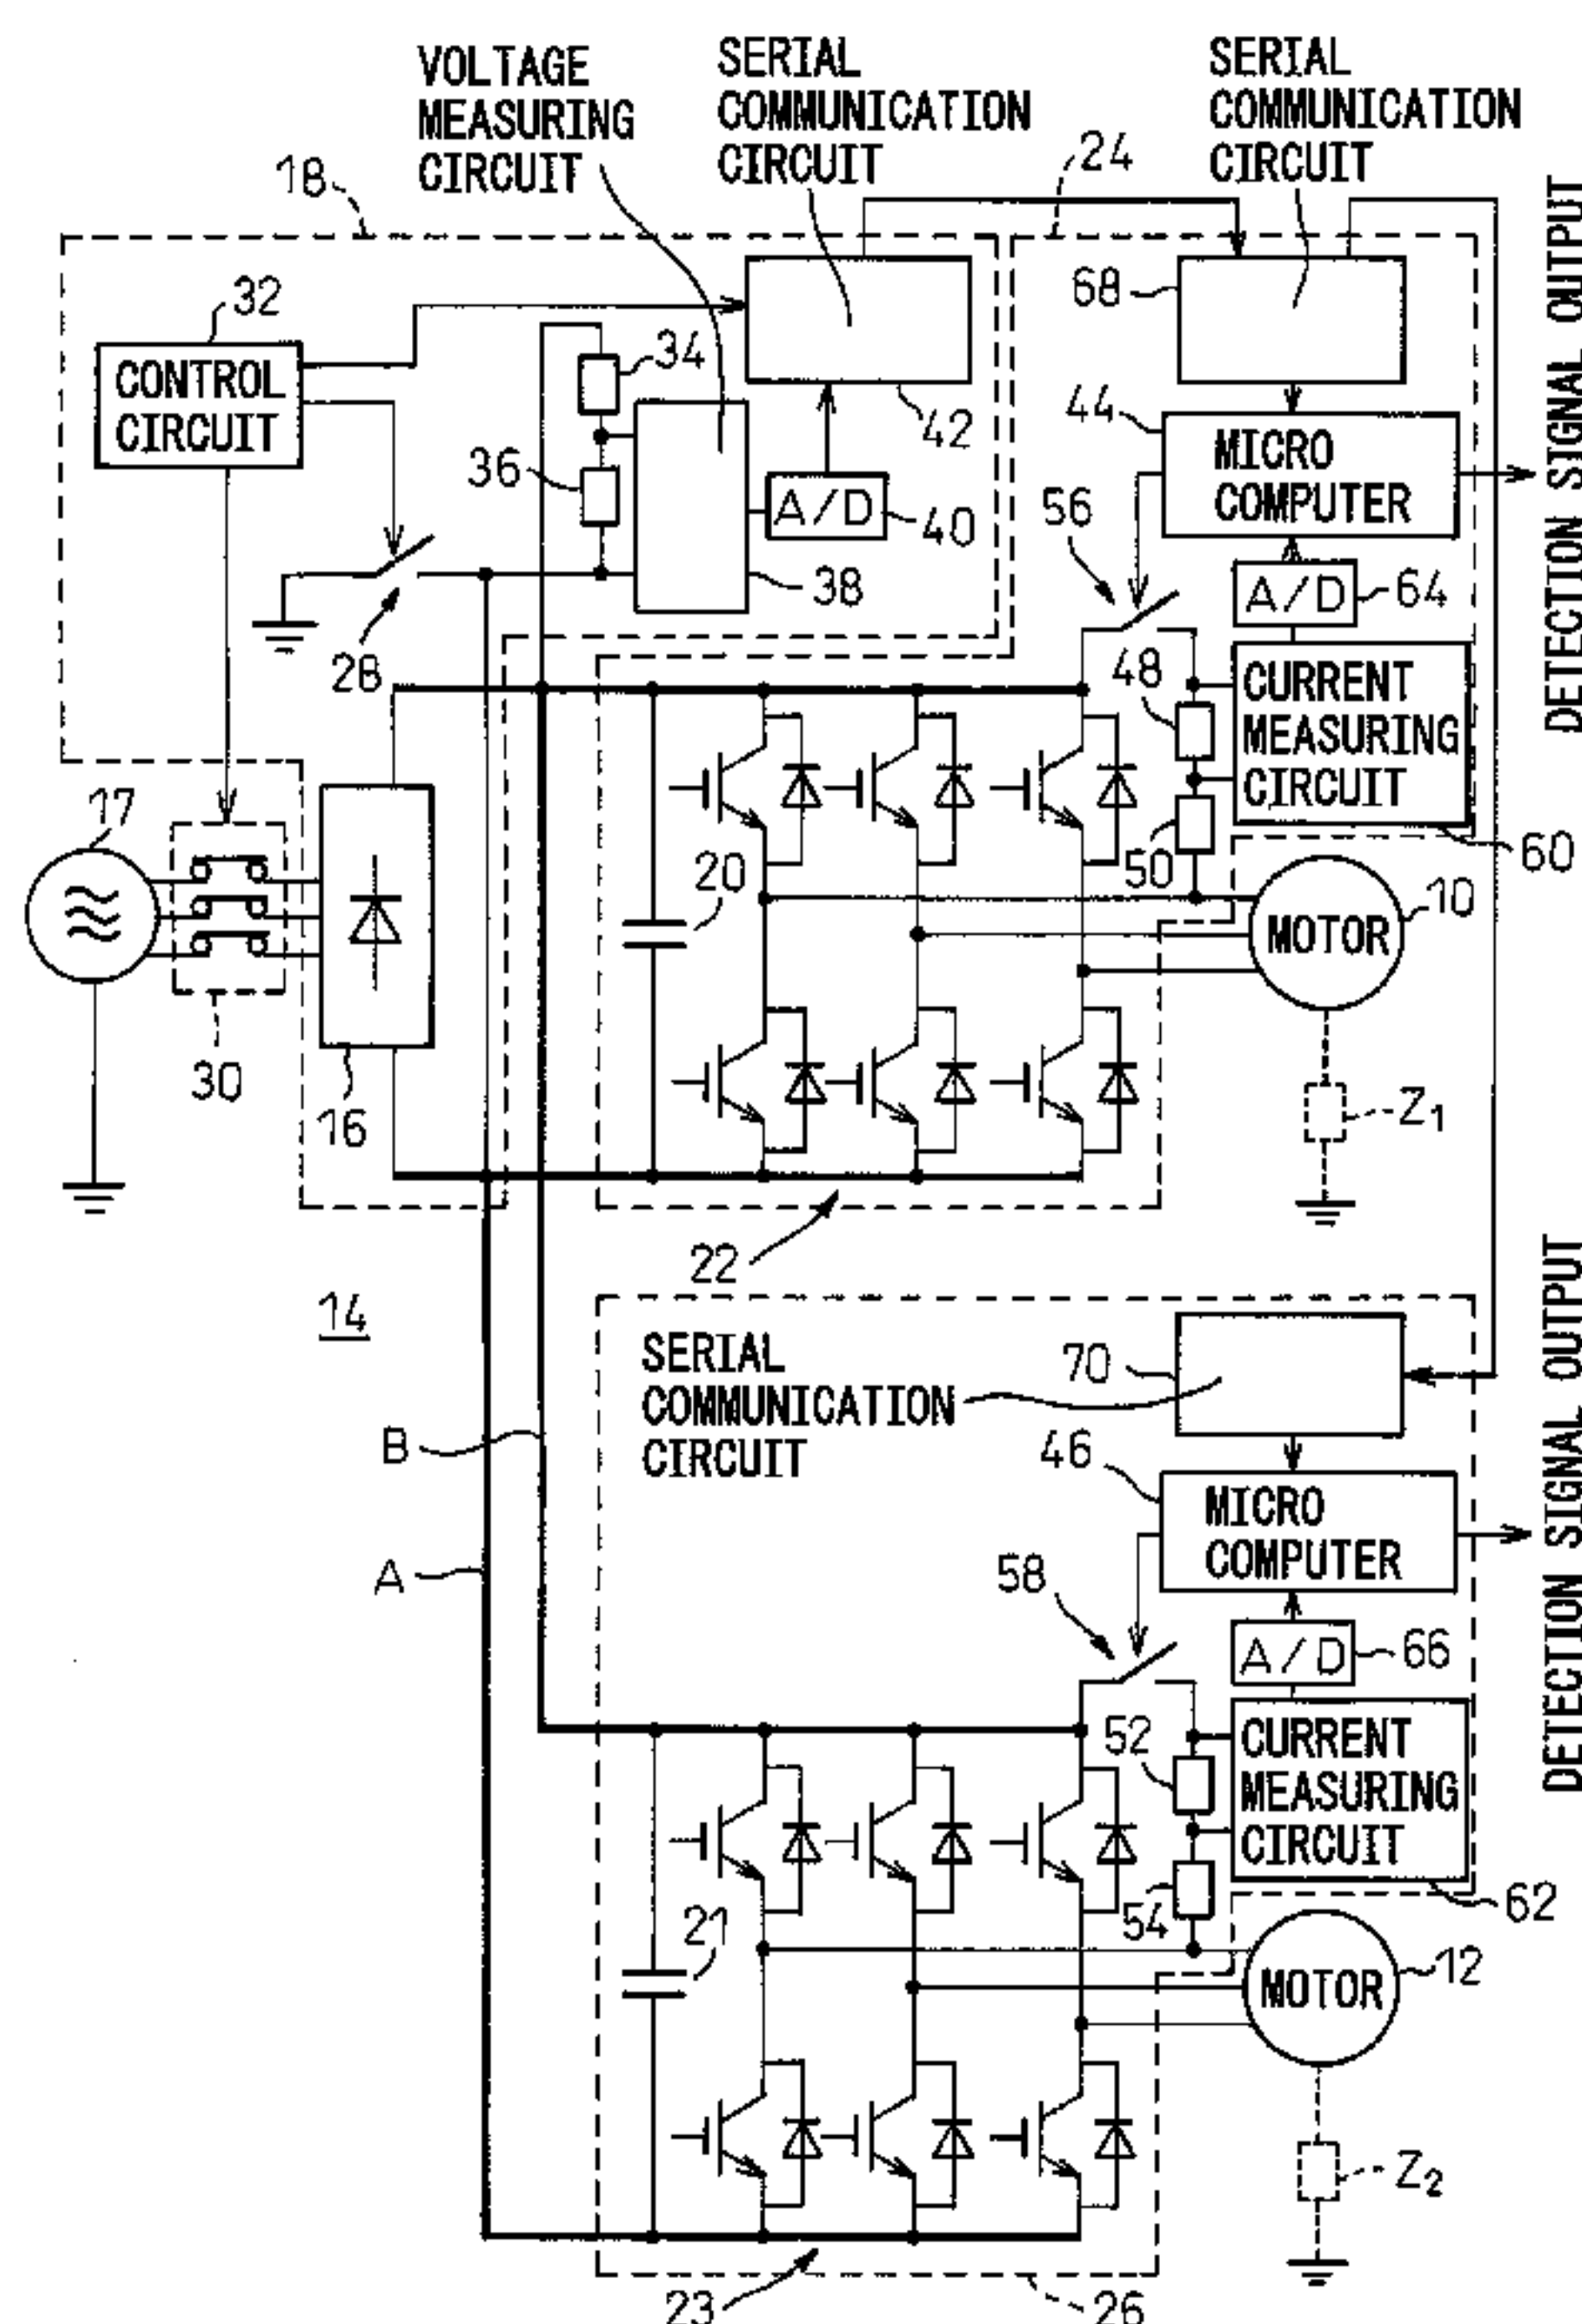 VOLTAGE
MEASURING
CIRCUIT
SERIAL
COMMUNICATION
CIRCUIT
SERIAL
COMMUNICATION
CIRCUIT
18
24
32
CONTROL
CIRCUIT
34
36
A/D
40
38
42
28
68
44
MICRO
COMPUTER
DETECTION SIGNAL OUTPUT
56
A/D
64
48
CURRENT
MEASURING
CIRCUIT
50
60
17
30
16
20
MOTOR
10
Z1
22
14
SERIAL
COMMUNICATION
CIRCUIT
70
B
46
MICRO
COMPUTER
DETECTION SIGNAL OUTPUT
A
58
A/D
66
52
CURRENT
MEASURING
CIRCUIT
54
62
21
MOTOR
12
Z2
23
26